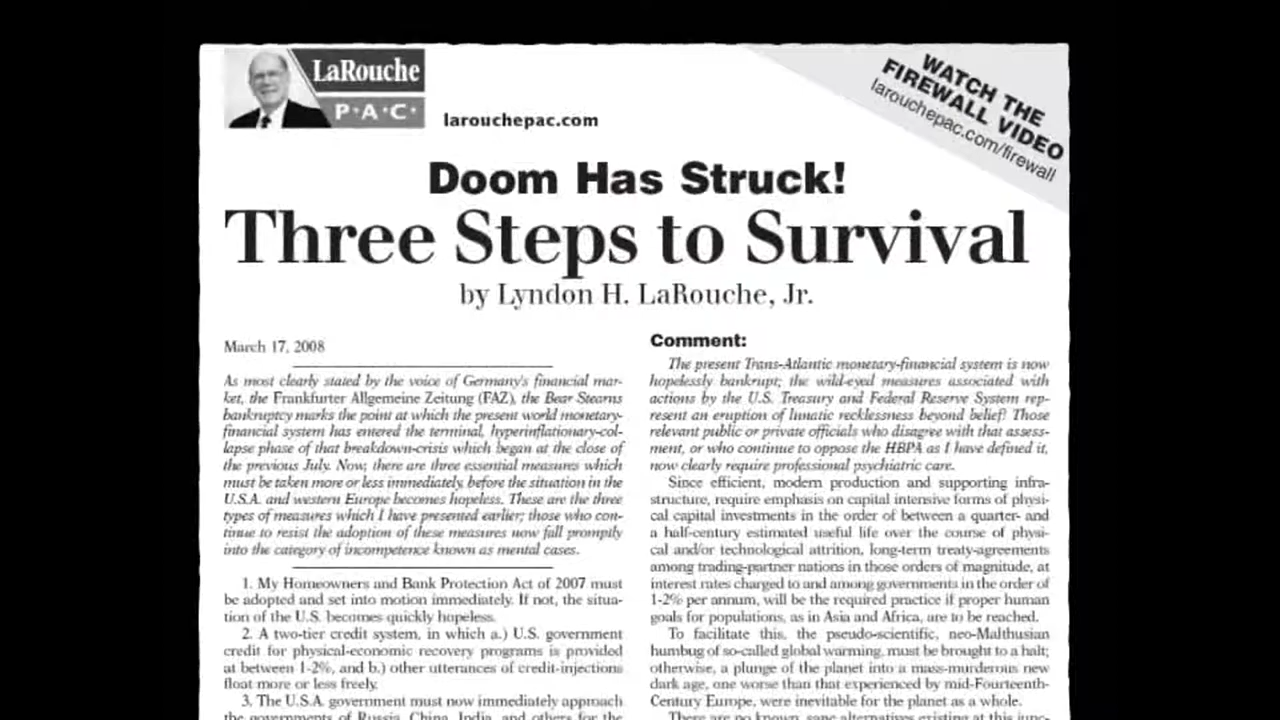 LaRouche
P·A·C·
larouchepac.com
WATCH THE
FIREWALL VIDEO
larouchepac.com/firewall
Doom Has Struck!
Three Steps to Survival
by Lyndon H. LaRouche, Jr.
March 17, 2008
As most clearly stated by the voice of Germany's financial mar-
ket, the Frankfurter Allgemeine Zeitung (FAZ), the Bear Stearns
bankruptcy marks the point at which the present world monetary-
financial system has entered the terminal, hyperinflationary-col-
lapse phase of that breakdown-crisis which began at the close of
the previous July. Now, there are three essential measures which
must be taken more or less immediately, before the situation in the
U.S.A. and western Europe becomes hopeless. These are the three
types of measures which I have presented earlier; those who con-
tinue to resist the adoption of these measures now fall promptly
into the category of incompetence known as mental cases.
1. My Homeowners and Bank Protection Act of 2007 must
be adopted and set into motion immediately. If not, the situa-
tion of the U.S. becomes quickly hopeless.
2. A two-tier credit system, in which a.) U.S. government
credit for physical-economic recovery programs is provided
at between 1-2%, and b.) other utterances of credit-injections
float more or less freely.
3. The U.S.A. government must now immediately approach
the governments of Russia, China, India, and others for the
Comment:
The present Trans-Atlantic monetary-financial system is now
hopelessly bankrupt; the wild-eyed measures associated with
actions by the U.S. Treasury and Federal Reserve System rep-
resent an eruption of lunatic recklessness beyond belief! Those
relevant public or private officials who disagree with that assess-
ment, or who continue to oppose the HBPA as I have defined it,
now clearly require professional psychiatric care.
Since efficient, modern production and supporting infra-
structure, require emphasis on capital intensive forms of physi-
cal capital investments in the order of between a quarter- and
a half-century estimated useful life over the course of physi-
cal and/or technological attrition, long-term treaty-agreements
among trading-partner nations in those orders of magnitude, at
interest rates charged to and among governments in the order of
1-2% per annum, will be the required practice if proper human
goals for populations, as in Asia and Africa, are to be reached.
To facilitate this, the pseudo-scientific, neo-Malthusian
humbug of so-called global warming, must be brought to a halt;
otherwise, a plunge of the planet into a mass-murderous new
dark age, one worse than that experienced by mid-Fourteenth-
Century Europe, were inevitable for the planet as a whole.
There are no known, sane alternatives existing at this junc-